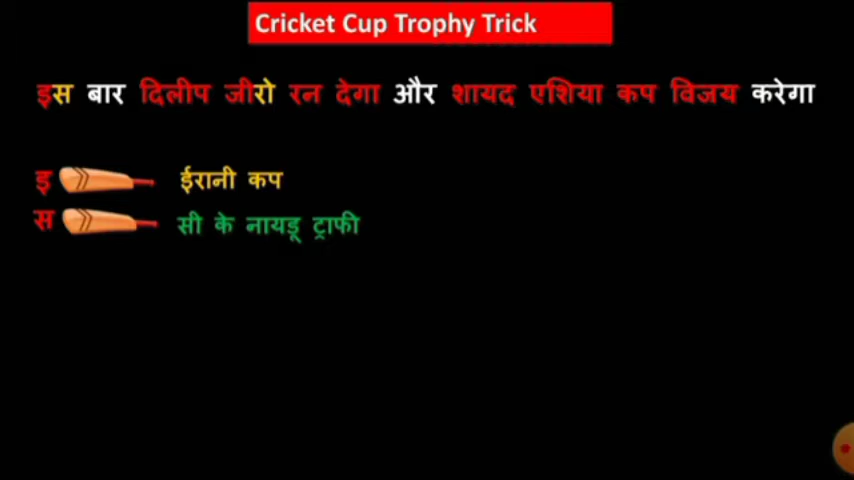 Cricket Cup Trophy Trick
इस बार दिलीप जीरो रन देगा और शायद एशिया कप विजय करेगा
इ ईरानी कप
स सी के नायडू ट्राफी